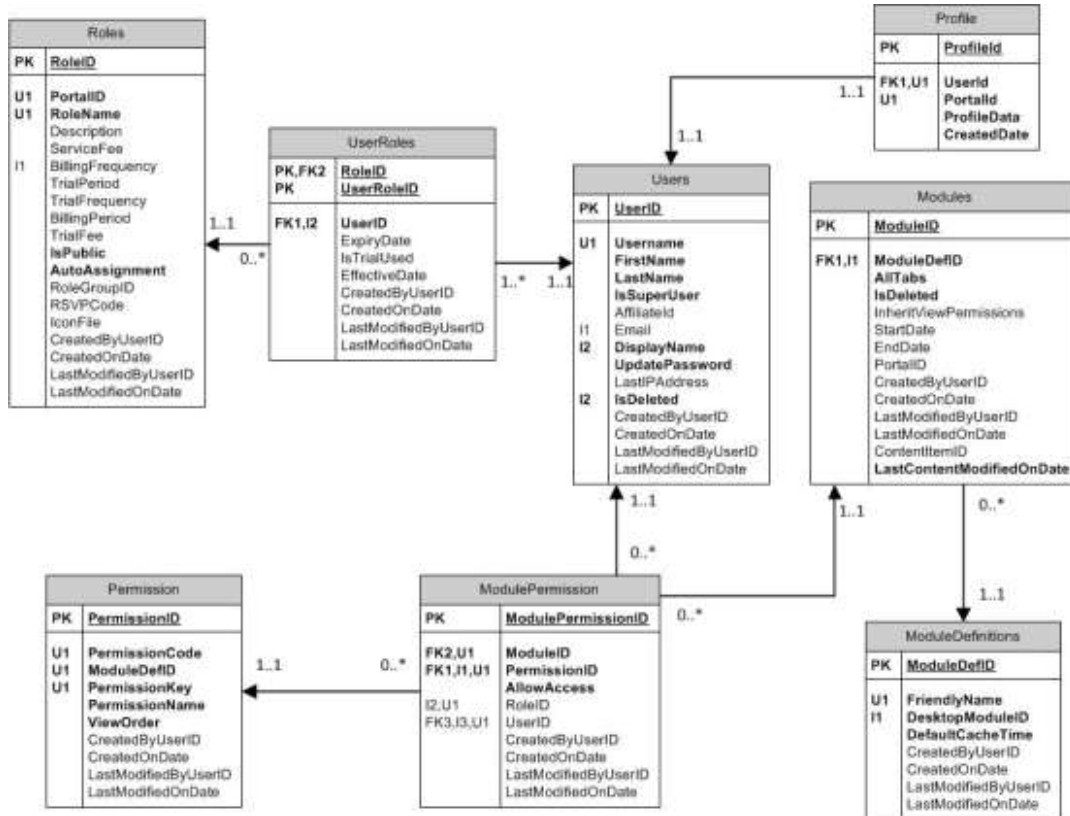 Roles
PK RoleID
U1 PortalID
U1 RoleName
Description
ServiceFee
I1 BillingFrequency
TrialPeriod
TrialFrequency
BillingPeriod
TrialFee
IsPublic
AutoAssignment
RoleGroupID
RSVPCode
IconFile
CreatedByUserID
CreatedOnDate
LastModifiedByUserID
LastModifiedOnDate
1..1
0..*
UserRoles
PK,FK2 RoleID
PK UserRoleID
FK1,I2 UserID
ExpiryDate
IsTrialUsed
EffectiveDate
CreatedByUserID
CreatedOnDate
LastModifiedByUserID
LastModifiedOnDate
1..*
1..1
Users
PK UserID
U1 Username
FirstName
LastName
IsSuperUser
AffiliateId
I1 Email
I2 DisplayName
UpdatePassword
LastIPAddress
I2 IsDeleted
CreatedByUserID
CreatedOnDate
LastModifiedByUserID
LastModifiedOnDate
1..1
1..1
Profile
PK ProfileId
FK1,U1 UserId
U1 PortalId
ProfileData
CreatedDate
Modules
PK ModuleID
FK1,I1 ModuleDefID
AllTabs
IsDeleted
InheritViewPermissions
StartDate
EndDate
PortalID
CreatedByUserID
CreatedOnDate
LastModifiedByUserID
LastModifiedOnDate
ContentItemID
LastContentModifiedOnDate
1..1
0..*
1..1
0..*
0..*
1..1
Permission
PK PermissionID
U1 PermissionCode
U1 ModuleDefID
U1 PermissionKey
PermissionName
ViewOrder
CreatedByUserID
CreatedOnDate
LastModifiedByUserID
LastModifiedOnDate
1..1
0..*
ModulePermission
PK ModulePermissionID
FK2,U1 ModuleID
FK1,I1,U1 PermissionID
AllowAccess
I2,U1 RoleID
FK3,I3,U1 UserID
CreatedByUserID
CreatedOnDate
LastModifiedByUserID
LastModifiedOnDate
ModuleDefinitions
PK ModuleDefID
U1 FriendlyName
I1 DesktopModuleID
DefaultCacheTime
CreatedByUserID
CreatedOnDate
LastModifiedByUserID
LastModifiedOnDate